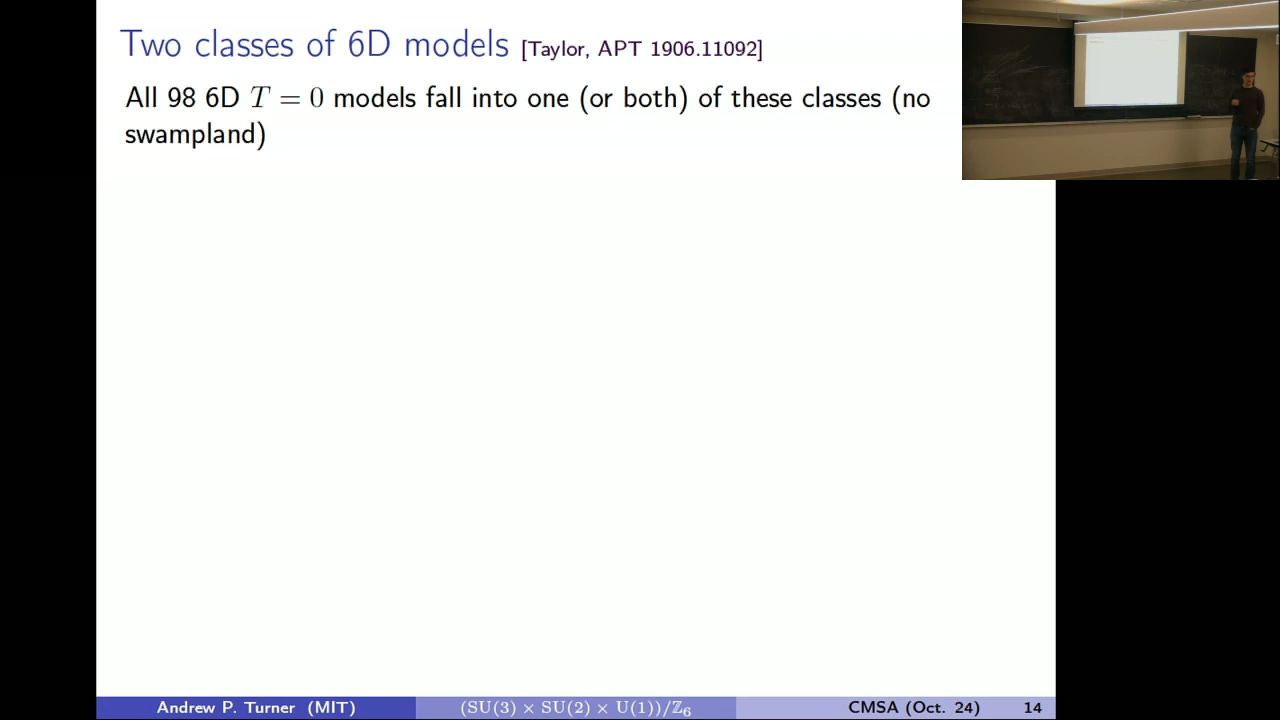 Two classes of 6D models [Taylor, APT 1906.11092]
All 98 6D T = 0 models fall into one (or both) of these classes (no
swampland)
Andrew P. Turner (MIT) (SU(3) × SU(2) × U(1))/ℤ₆ CMSA (Oct. 24) 14